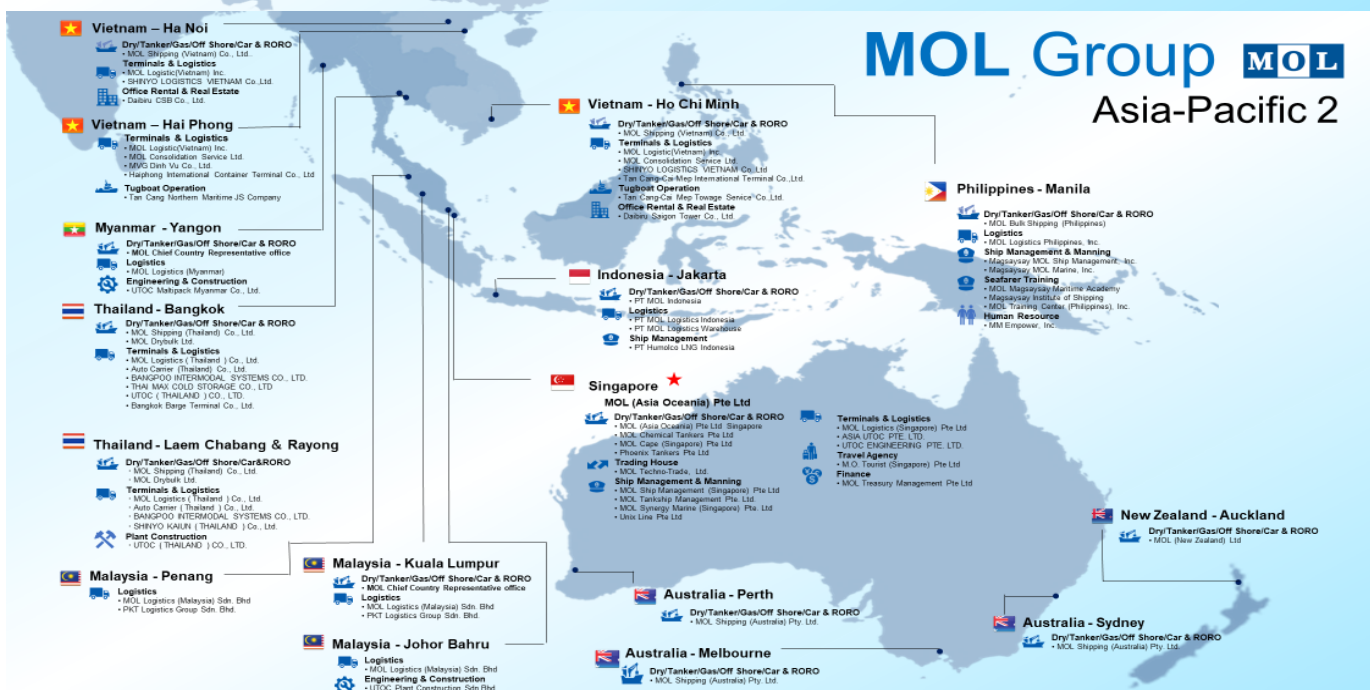 MOL Group MOL
Asia-Pacific 2
Vietnam – Ha Noi
Dry/Tanker/Gas/Off Shore/Car & RORO
• MOL Shipping (Vietnam) Co., Ltd.
Terminals & Logistics
• MOL Logistic(Vietnam) Inc.
• SHINYO LOGISTICS VIETNAM Co.,Ltd.
Office Rental & Real Estate
• Daibiru CSB Co., Ltd.
Vietnam – Hai Phong
Terminals & Logistics
• MOL Logistic(Vietnam) Inc.
• MOL Consolidation Service Ltd.
• MVG Dinh Vu Co., Ltd.
• Haiphong International Container Terminal Co., Ltd
Tugboat Operation
• Tan Cang Northern Maritime JS Company
Myanmar - Yangon
Dry/Tanker/Gas/Off Shore/Car & RORO
• MOL Chief Country Representative office
Logistics
• MOL Logistics (Myanmar)
Engineering & Construction
• UTOC Maltipack Myanmar Co., Ltd.
Thailand - Bangkok
Dry/Tanker/Gas/Off Shore/Car & RORO
• MOL Shipping (Thailand) Co., Ltd.
• MOL Drybulk Ltd.
Terminals & Logistics
• MOL Logistics ( Thailand ) Co., Ltd.
• Auto Carrier (Thailand) Co., Ltd.
• BANGPOO INTERMODAL SYSTEMS CO., LTD.
• THAI MAX COLD STORAGE CO., LTD
• UTOC ( THAILAND ) CO., LTD.
• Bangkok Barge Terminal Co., Ltd.
Thailand - Laem Chabang & Rayong
Dry/Tanker/Gas/Off Shore/Car&RORO
· MOL Shipping (Thailand) Co., Ltd.
· MOL Drybulk Ltd.
Terminals & Logistics
· MOL Logistics ( Thailand ) Co., Ltd.
· Auto Carrier ( Thailand ) Co., Ltd.
· BANGPOO INTERMODAL SYSTEMS CO., LTD.
· SHINYO KAIUN ( THAILAND ) Co., Ltd.
Plant Construction
· UTOC ( THAILAND ) CO., LTD.
Malaysia - Penang
Logistics
• MOL Logistics (Malaysia) Sdn. Bhd
• PKT Logistics Group Sdn. Bhd.
Malaysia - Kuala Lumpur
Dry/Tanker/Gas/Off Shore/Car & RORO
• MOL Chief Country Representative office
Logistics
• MOL Logistics (Malaysia) Sdn. Bhd
• PKT Logistics Group Sdn. Bhd.
Malaysia - Johor Bahru
Logistics
• MOL Logistics (Malaysia) Sdn. Bhd
Engineering & Construction
• UTOC Plant Construction Sdn Bhd
Vietnam - Ho Chi Minh
Dry/Tanker/Gas/Off Shore/Car & RORO
• MOL Shipping (Vietnam) Co., Ltd.
Terminals & Logistics
• MOL Logistic(Vietnam) Inc.
• MOL Consolidation Service Ltd.
• SHINYO LOGISTICS VIETNAM Co.,Ltd
• Tan Cang-Cai Mep International Terminal Co.,Ltd.
Tugboat Operation
• Tan Cang-Cai Mep Towage Service Co.,Ltd.
Office Rental & Real Estate
• Daibiru Saigon Tower Co., Ltd.
Indonesia - Jakarta
Dry/Tanker/Gas/Off Shore/Car & RORO
• PT MOL Indonesia
Logistics
• PT MOL Logistics Indonesia
• PT MOL Logistics Warehouse
Ship Management
• PT Humolco LNG Indonesia
Singapore
MOL (Asia Oceania) Pte Ltd
Dry/Tanker/Gas/Off Shore/Car & RORO
• MOL (Asia Oceania) Pte Ltd Singapore
• MOL Chemical Tankers Pte Ltd
• MOL Cape (Singapore) Pte Ltd
• Phoenix Tankers Pte Ltd
Trading House
• MOL Techno-Trade, Ltd.
Ship Management & Manning
• MOL Ship Management (Singapore) Pte Ltd
• MOL Tankship Management Pte. Ltd.
• MOL Synergy Marine (Singapore) Pte. Ltd
• Unix Line Pte Ltd
Terminals & Logistics
• MOL Logistics (Singapore) Pte Ltd
• ASIA UTOC PTE. LTD.
• UTOC ENGINEERING PTE. LTD.
Travel Agency
• M.O. Tourist (Singapore) Pte Ltd
Finance
• MOL Treasury Management Pte Ltd
Philippines - Manila
Dry/Tanker/Gas/Off Shore/Car & RORO
• MOL Bulk Shipping (Philippines)
Logistics
• MOL Logistics Philippines, Inc.
Ship Management & Manning
• Magsaysay MOL Ship Management, Inc.
• Magsaysay MOL Marine, Inc.
Seafarer Training
• MOL Magsaysay Maritime Academy
• Magsaysay Institute of Shipping
• MOL Training Center (Philippines), Inc.
Human Resource
• MM Empower, Inc.
New Zealand - Auckland
Dry/Tanker/Gas/Off Shore/Car & RORO
• MOL (New Zealand) Ltd
Australia - Perth
Dry/Tanker/Gas/Off Shore/Car & RORO
• MOL Shipping (Australia) Pty. Ltd.
Australia - Sydney
Dry/Tanker/Gas/Off Shore/Car & RORO
• MOL Shipping (Australia) Pty. Ltd.
Australia - Melbourne
Dry/Tanker/Gas/Off Shore/Car & RORO
• MOL Shipping (Australia) Pty. Ltd.